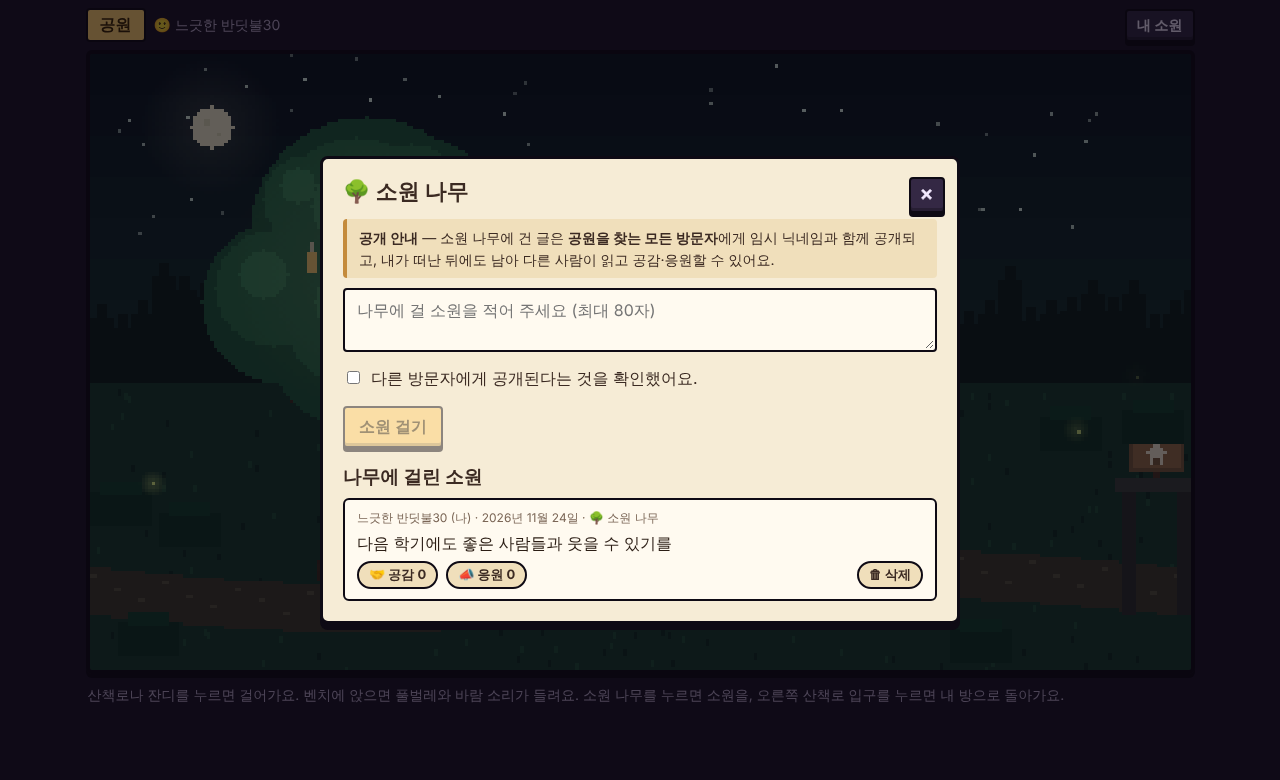 공원 🙂 느긋한 반딧불30
내 소원
🌳 소원 나무
×
공개 안내 — 소원 나무에 건 글은 공원을 찾는 모든 방문자에게 임시 닉네임과 함께 공개되
고, 내가 떠난 뒤에도 남아 다른 사람이 읽고 공감·응원할 수 있어요.
나무에 걸 소원을 적어 주세요 (최대 80자)
다른 방문자에게 공개된다는 것을 확인했어요.
소원 걸기
나무에 걸린 소원
느긋한 반딧불30 (나) · 2026년 11월 24일 · 🌳 소원 나무
다음 학기에도 좋은 사람들과 웃을 수 있기를
🤝 공감 0 📣 응원 0 🗑 삭제
산책로나 잔디를 누르면 걸어가요. 벤치에 앉으면 풀벌레와 바람 소리가 들려요. 소원 나무를 누르면 소원을, 오른쪽 산책로 입구를 누르면 내 방으로 돌아가요.